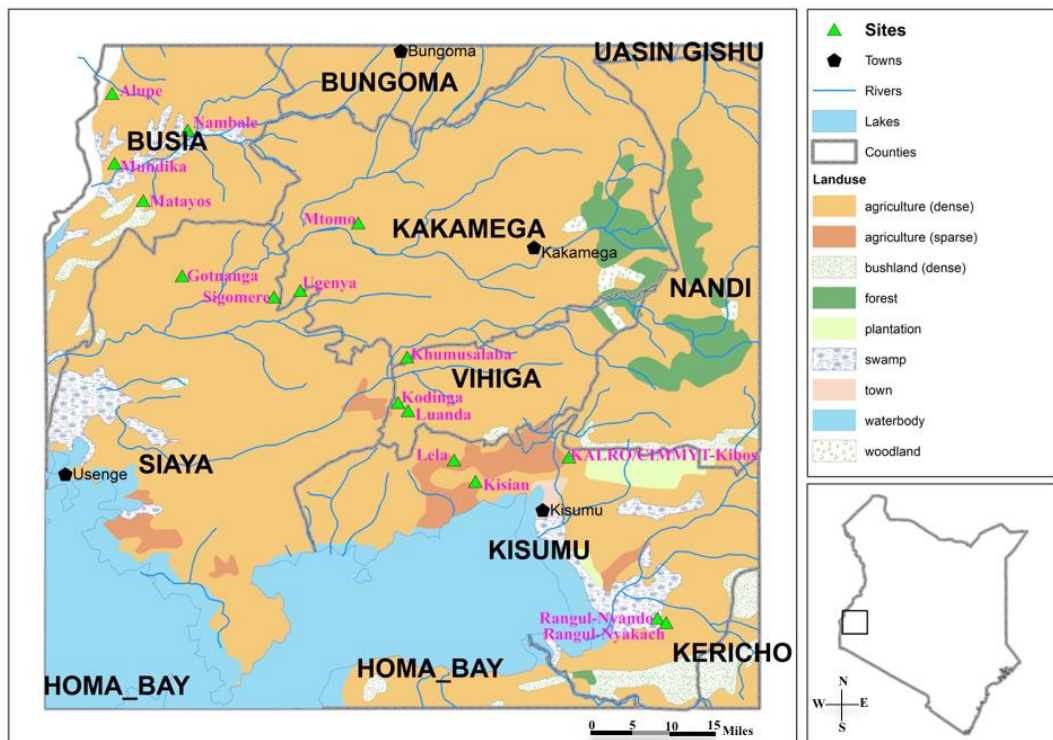 UASIN GISHU
Bungoma
BUNGOMA
Alupe
Nambale
BUSIA
Mundika
Matayos
Mtomo
KAKAMEGA
Kakamega
Gotnanga
Ugenya
Sigomere
NANDI
Khumusalaba
VIHIGA
Kodinga
Luanda
Lela
KALRO/CIMMYT-Kibos
SIAYA
Usenge
Kisian
Kisumu
KISUMU
Rangul-Nyando
Rangul-Nyakach
KERICHO
HOMA_BAY
HOMA_BAY
0 5 10 15 Miles
Sites
Towns
Rivers
Lakes
Counties
Landuse
agriculture (dense)
agriculture (sparse)
bushland (dense)
forest
plantation
swamp
town
waterbody
woodland
N
W E
S